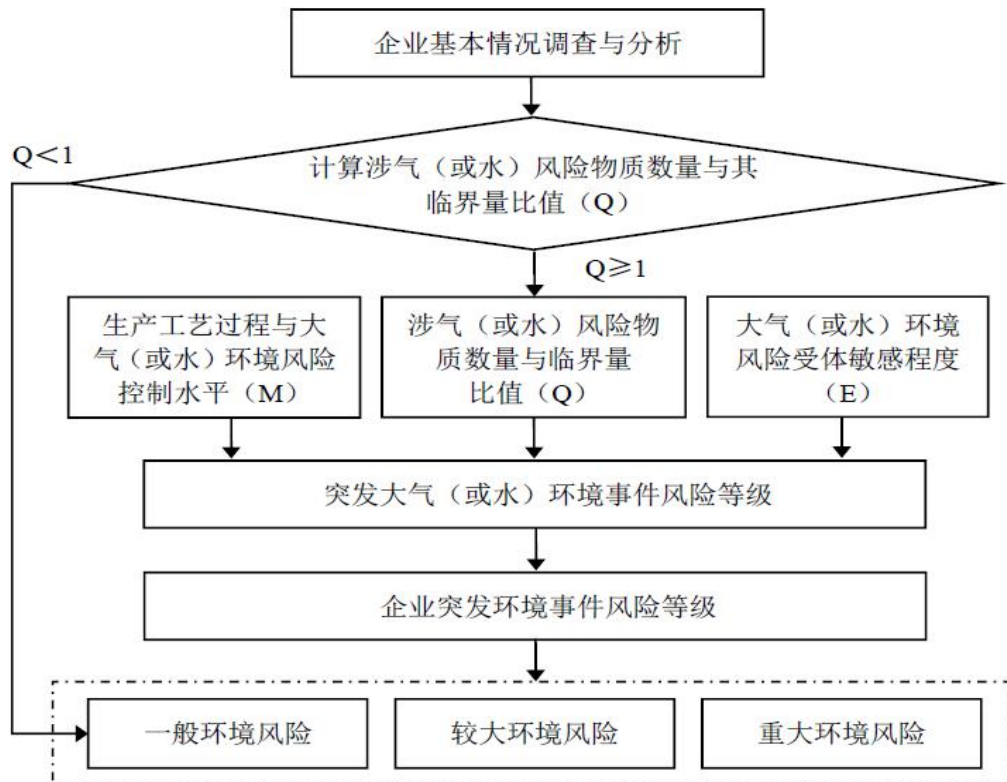 企业基本情况调查与分析
Q＜1
计算涉气（或水）风险物质数量与其
临界量比值（Q）
Q≥1
生产工艺过程与大
气（或水）环境风险
控制水平（M）
涉气（或水）风险物
质数量与临界量
比值（Q）
大气（或水）环境
风险受体敏感程度
（E）
突发大气（或水）环境事件风险等级
企业突发环境事件风险等级
一般环境风险
较大环境风险
重大环境风险